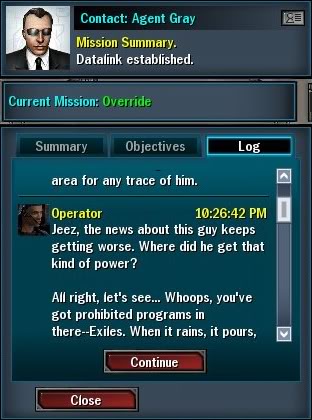 Contact: Agent Gray
Mission Summary.
Datalink established.
Current Mission: Override
Summary
Objectives
Log
area for any trace of him.
Operator 10:26:42 PM
Jeez, the news about this guy keeps
getting worse. Where did he get that
kind of power?
All right, let's see... Whoops, you've
got prohibited programs in
there--Exiles. When it rains, it pours,
Continue
Close